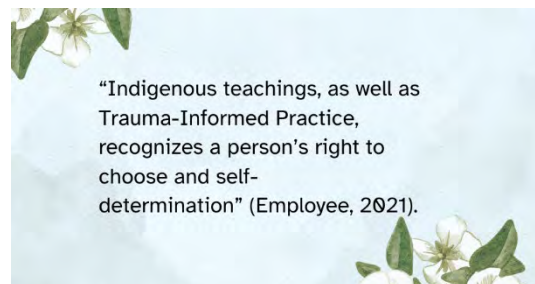 “Indigenous teachings, as well as
Trauma-Informed Practice,
recognizes a person’s right to
choose and self-
determination” (Employee, 2021).